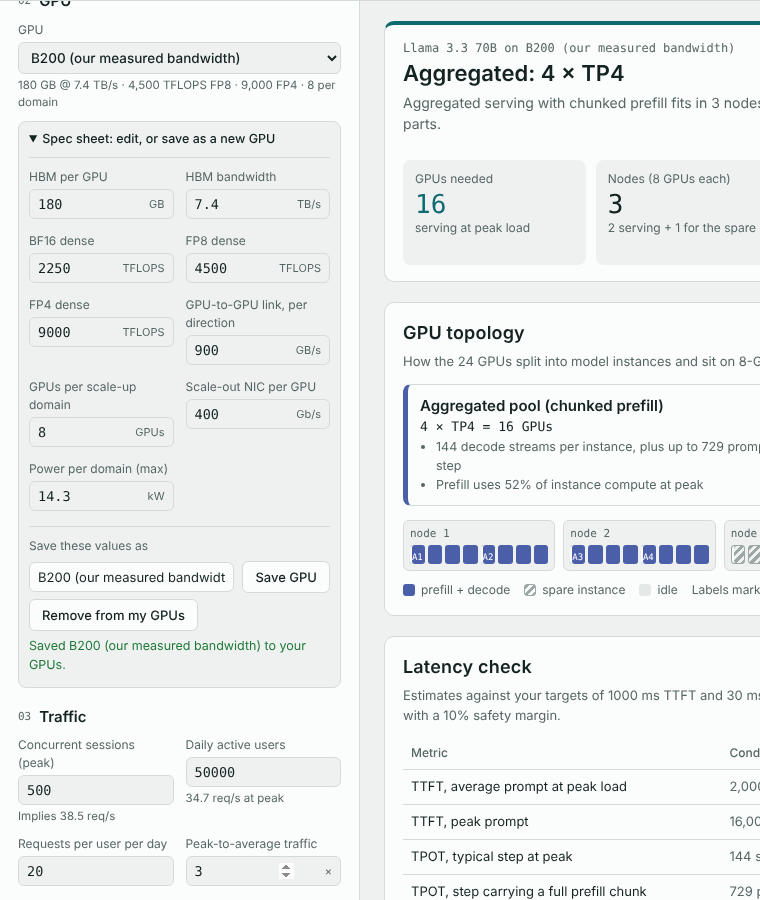 02 GPU
GPU
B200 (our measured bandwidth)
180 GB @ 7.4 TB/s · 4,500 TFLOPS FP8 · 9,000 FP4 · 8 per
domain
▼ Spec sheet: edit, or save as a new GPU
HBM per GPU
180 GB
HBM bandwidth
7.4 TB/s
BF16 dense
2250 TFLOPS
FP8 dense
4500 TFLOPS
FP4 dense
9000 TFLOPS
GPU-to-GPU link, per
direction
900 GB/s
GPUs per scale-up
domain
8 GPUs
Scale-out NIC per GPU
400 Gb/s
Power per domain (max)
14.3 kW
Save these values as
B200 (our measured bandwidt
Save GPU
Remove from my GPUs
Saved B200 (our measured bandwidth) to your
GPUs.
03 Traffic
Concurrent sessions
(peak)
500
Implies 38.5 req/s
Daily active users
50000
34.7 req/s at peak
Requests per user per day
20
Peak-to-average traffic
3 ×
Llama 3.3 70B on B200 (our measured bandwidth)
Aggregated: 4 × TP4
Aggregated serving with chunked prefill fits in 3 nodes
parts.
GPUs needed
16
serving at peak load
Nodes (8 GPUs each)
3
2 serving + 1 for the spare
GPU topology
How the 24 GPUs split into model instances and sit on 8-G
Aggregated pool (chunked prefill)
4 × TP4 = 16 GPUs
• 144 decode streams per instance, plus up to 729 promp
step
• Prefill uses 52% of instance compute at peak
node 1
A1 A2
node 2
A3 A4
node
prefill + decode
spare instance
idle
Labels mark
Latency check
Estimates against your targets of 1000 ms TTFT and 30 ms
with a 10% safety margin.
Metric Cond
TTFT, average prompt at peak load 2,000
TTFT, peak prompt 16,00
TPOT, typical step at peak 144 s
TPOT, step carrying a full prefill chunk 729 p